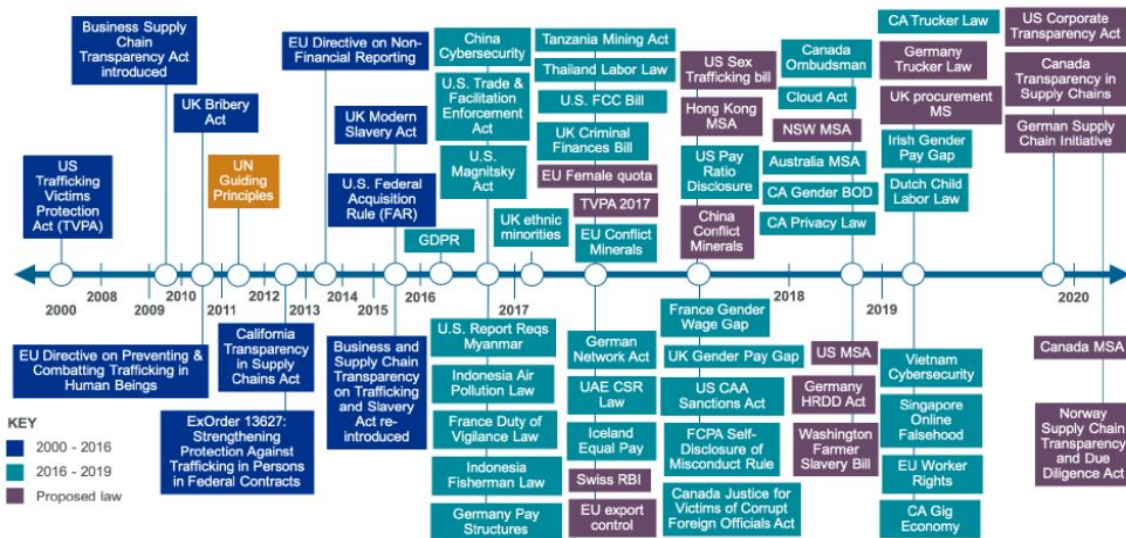 Business Supply
Chain
Transparency Act
introduced
EU Directive on Non-
Financial Reporting
UK Bribery
Act
UN
Guiding
Principles
US
Trafficking
Victims
Protection
Act (TVPA)
UK Modern
Slavery Act
U.S. Federal
Acquisition
Rule (FAR)
China
Cybersecurity
U.S. Trade &
Facilitation
Enforcement
Act
U.S.
Magnitsky
Act
GDPR
UK ethnic
minorities
Tanzania Mining Act
Thailand Labor Law
U.S. FCC Bill
UK Criminal
Finances Bill
EU Female quota
TVPA 2017
EU Conflict
Minerals
US Sex
Trafficking bill
Hong Kong
MSA
US Pay
Ratio
Disclosure
China
Conflict
Minerals
Canada
Ombudsman
Cloud Act
NSW MSA
Australia MSA
CA Gender BOD
CA Privacy Law
CA Trucker Law
Germany
Trucker Law
UK procurement
MS
Irish Gender
Pay Gap
Dutch Child
Labor Law
US Corporate
Transparency Act
Canada
Transparency in
Supply Chains
German Supply
Chain Initiative
2000
2008
2009
2010
2011
2012
2013
2014
2015
2016
2017
2018
2019
2020
EU Directive on Preventing &
Combatting Trafficking in
Human Beings
California
Transparency
in Supply
Chains Act
ExOrder 13627:
Strengthening
Protection Against
Trafficking in Persons
in Federal Contracts
Business and
Supply Chain
Transparency
on Trafficking
and Slavery
Act re-
introduced
U.S. Report Reqs
Myanmar
Indonesia Air
Pollution Law
France Duty of
Vigilance Law
Indonesia
Fisherman Law
Germany Pay
Structures
German
Network Act
UAE CSR
Law
Iceland
Equal Pay
Swiss RBI
EU export
control
France Gender
Wage Gap
UK Gender Pay Gap
US CAA
Sanctions Act
FCPA Self-
Disclosure of
Misconduct Rule
Canada Justice for
Victims of Corrupt
Foreign Officials Act
US MSA
Germany
HRDD Act
Washington
Farmer
Slavery Bill
Vietnam
Cybersecurity
Singapore
Online
Falsehood
EU Worker
Rights
CA Gig
Economy
Canada MSA
Norway
Supply Chain
Transparency
and Due
Diligence Act
KEY
2000 - 2016
2016 - 2019
Proposed law